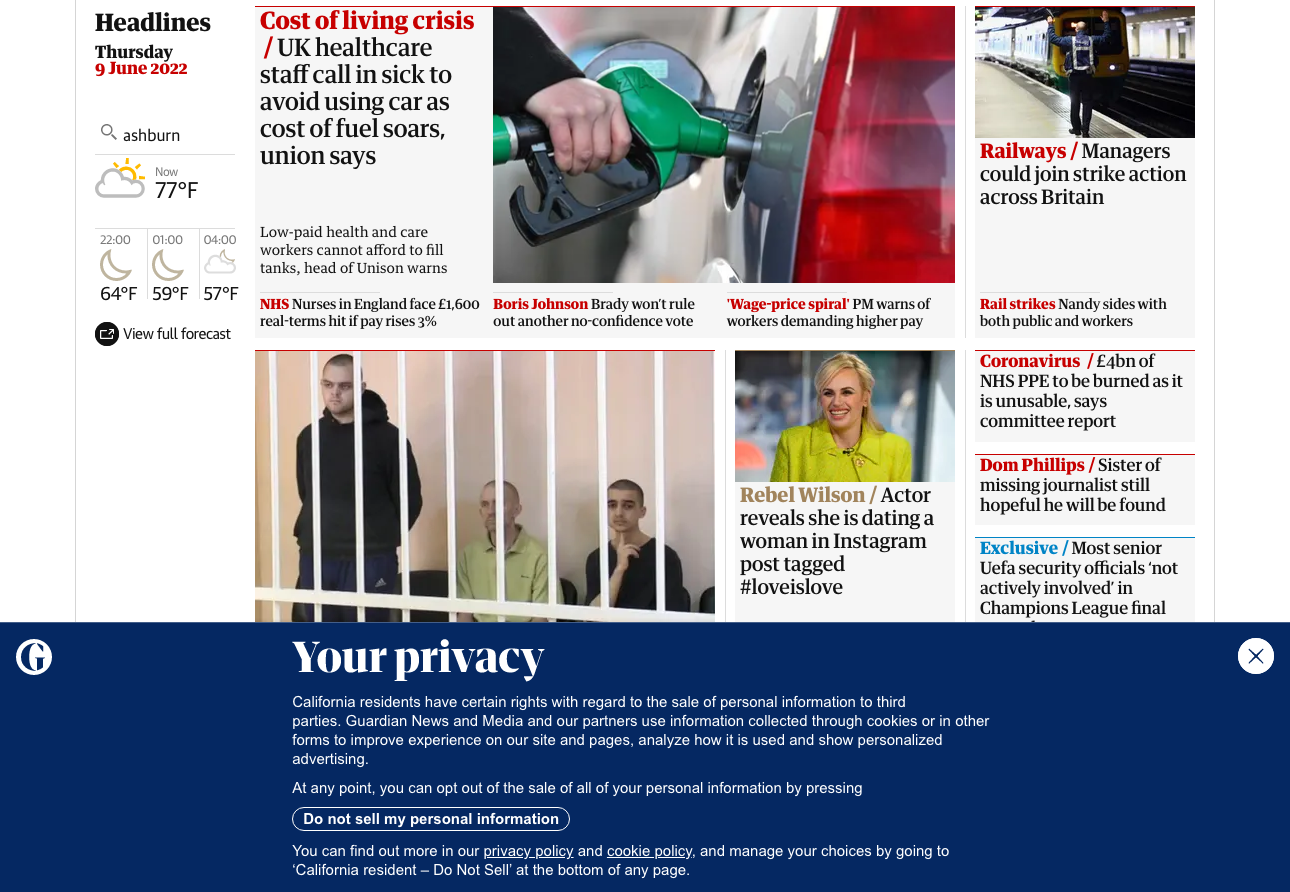 Headlines
Thursday
9 June 2022
ashburn
Now
77°F
22:00
01:00
04:00
64°F
59°F
57°F
View full forecast
Cost of living crisis
/ UK healthcare
staff call in sick to
avoid using car as
cost of fuel soars,
union says
Low-paid health and care
workers cannot afford to fill
tanks, head of Unison warns
NHS Nurses in England face £1,600
real-terms hit if pay rises 3%
Boris Johnson Brady won’t rule
out another no-confidence vote
'Wage-price spiral' PM warns of
workers demanding higher pay
Railways / Managers
could join strike action
across Britain
Rail strikes Nandy sides with
both public and workers
Rebel Wilson / Actor
reveals she is dating a
woman in Instagram
post tagged
#loveislove
Coronavirus / £4bn of
NHS PPE to be burned as it
is unusable, says
committee report
Dom Phillips / Sister of
missing journalist still
hopeful he will be found
Exclusive / Most senior
Uefa security officials ‘not
actively involved’ in
Champions League final
Your privacy
California residents have certain rights with regard to the sale of personal information to third
parties. Guardian News and Media and our partners use information collected through cookies or in other
forms to improve experience on our site and pages, analyze how it is used and show personalized
advertising.
At any point, you can opt out of the sale of all of your personal information by pressing
Do not sell my personal information
You can find out more in our privacy policy and cookie policy, and manage your choices by going to
‘California resident – Do Not Sell’ at the bottom of any page.